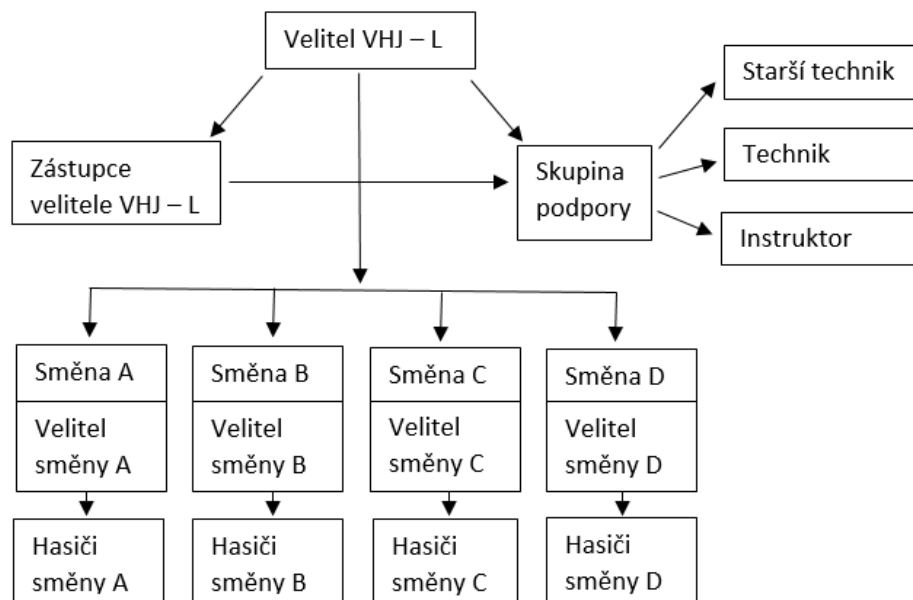 Velitel VHJ – L
Starší technik
Zástupce
velitele VHJ – L
Skupina
podpory
Technik
Instruktor
Směna A
Velitel
směny A
Směna B
Velitel
směny B
Směna C
Velitel
směny C
Směna D
Velitel
směny D
Hasiči
směny A
Hasiči
směny B
Hasiči
směny C
Hasiči
směny D